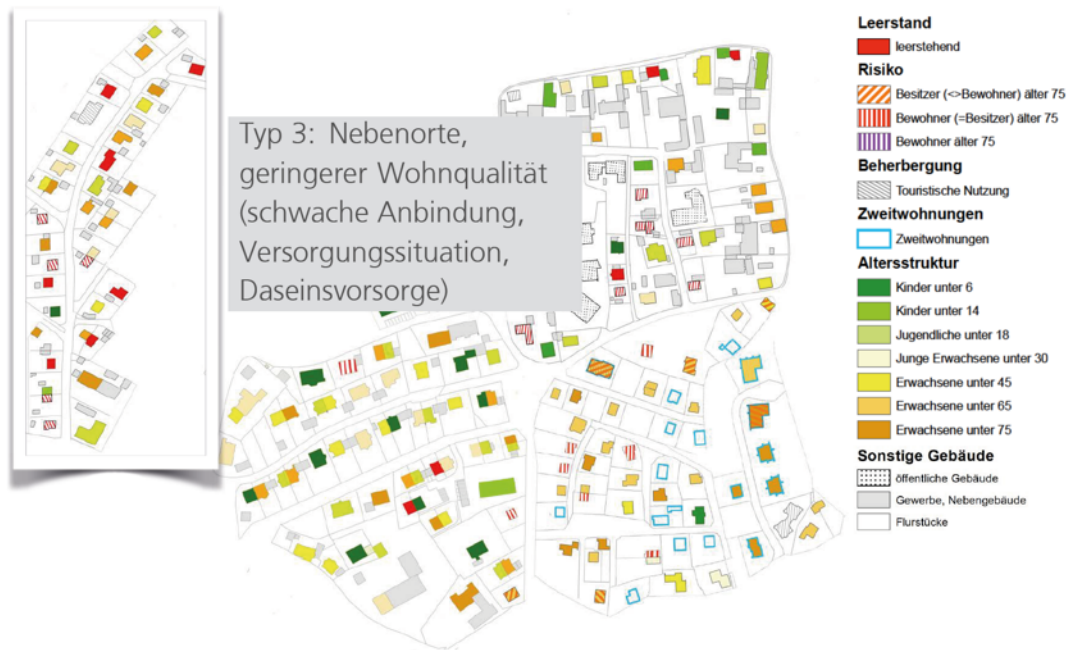 Typ 3: Nebenorte,
geringerer Wohnqualität
(schwache Anbindung,
Versorgungssituation,
Daseinsvorsorge)
Leerstand
leerstehend
Risiko
Besitzer (<>Bewohner) älter 75
Bewohner (=Besitzer) älter 75
Bewohner älter 75
Beherbergung
Touristische Nutzung
Zweitwohnungen
Zweitwohnungen
Altersstruktur
Kinder unter 6
Kinder unter 14
Jugendliche unter 18
Junge Erwachsene unter 30
Erwachsene unter 45
Erwachsene unter 65
Erwachsene unter 75
Sonstige Gebäude
öffentliche Gebäude
Gewerbe, Nebengebäude
Flurstücke